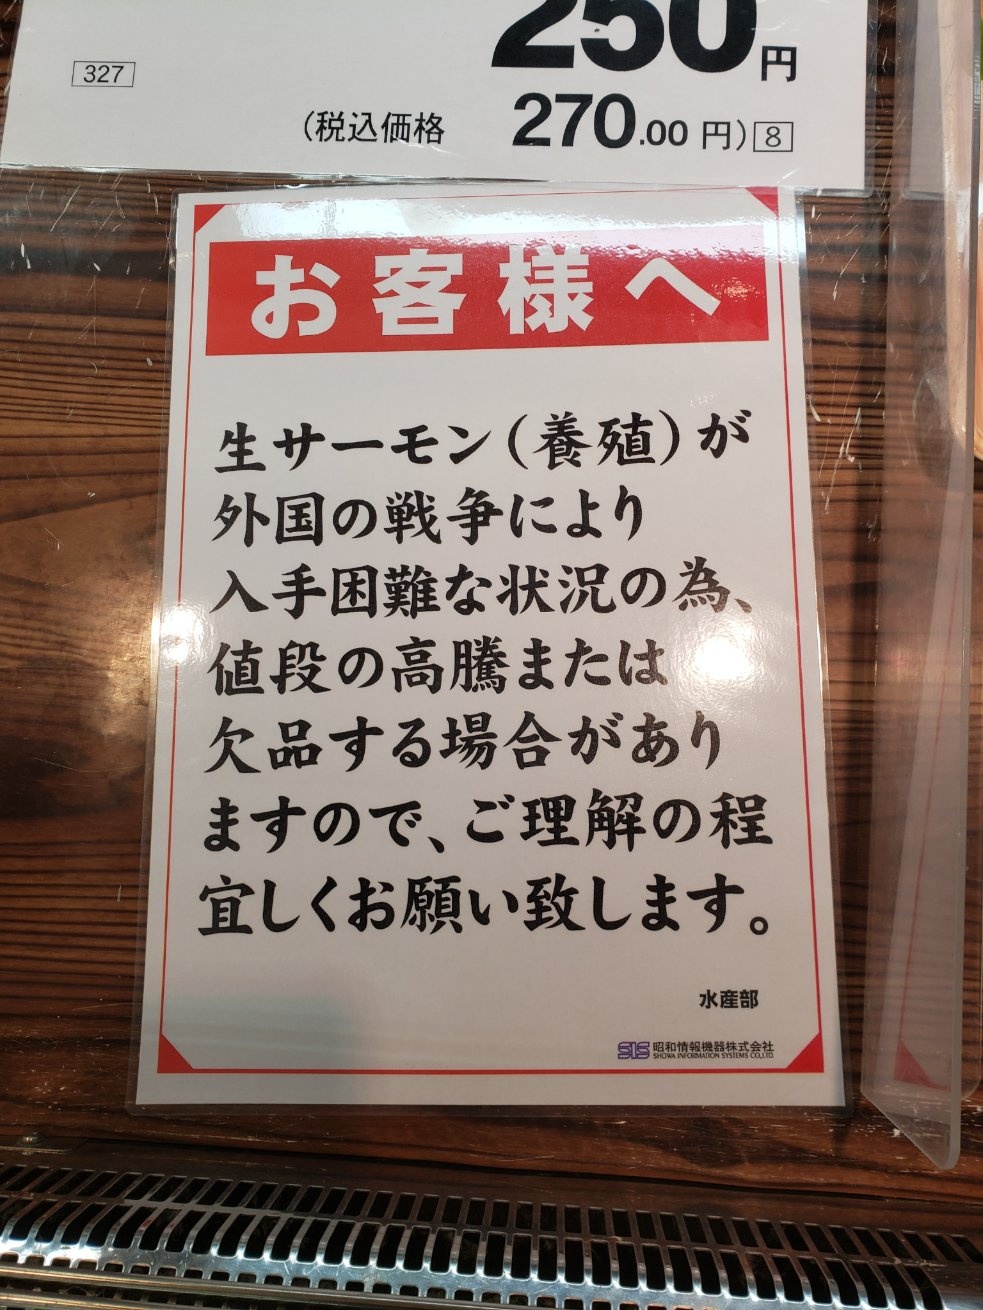 250円
327
（税込価格 270.00 円）8
お客様へ
生サーモン（養殖）が
外国の戦争により
入手困難な状況の為、
値段の高騰または
欠品する場合があり
ますので、ご理解の程
宜しくお願い致します。
水産部
SIS 昭和情報機器株式会社
SHOWA INFORMATION SYSTEMS CO.,LTD.